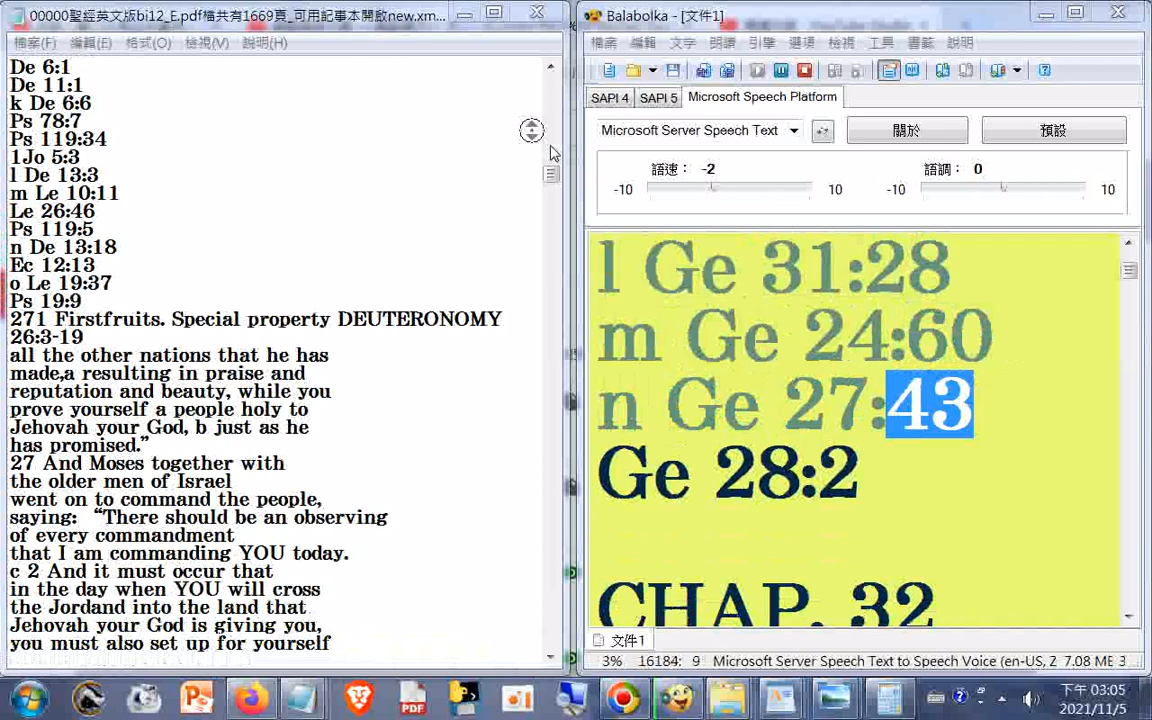 00000聖經英文版bi12_E.pdf檔共有1669頁_可用記事本開啟new.xm...
檔案(F) 編輯(E) 格式(O) 檢視(V) 說明(H)
De 6:1
De 11:1
k De 6:6
Ps 78:7
Ps 119:34
1Jo 5:3
l De 13:3
m Le 10:11
Le 26:46
Ps 119:5
n De 13:18
Ec 12:13
o Le 19:37
Ps 19:9
271 Firstfruits. Special property DEUTERONOMY
26:3-19
all the other nations that he has
made,a resulting in praise and
reputation and beauty, while you
prove yourself a people holy to
Jehovah your God, b just as he
has promised.”
27 And Moses together with
the older men of Israel
went on to command the people,
saying: “There should be an observing
of every commandment
that I am commanding YOU today.
c 2 And it must occur that
in the day when YOU will cross
the Jordand into the land that
Jehovah your God is giving you,
you must also set up for yourself
Balabolka - [文件1]
檔案 編輯 文字 朗讀 引擎 選項 檢視 工具 書籤 說明
SAPI 4 SAPI 5 Microsoft Speech Platform
Microsoft Server Speech Text 關於 預設
語速： -2 語調： 0
-10 10 -10 10
l Ge 31:28
m Ge 24:60
n Ge 27:43
Ge 28:2
CHAP. 32
文件1
3% 16184: 9 Microsoft Server Speech Text to Speech Voice (en-US, 2 7.08 ME 3
PDF
下午 03:05
2021/11/5